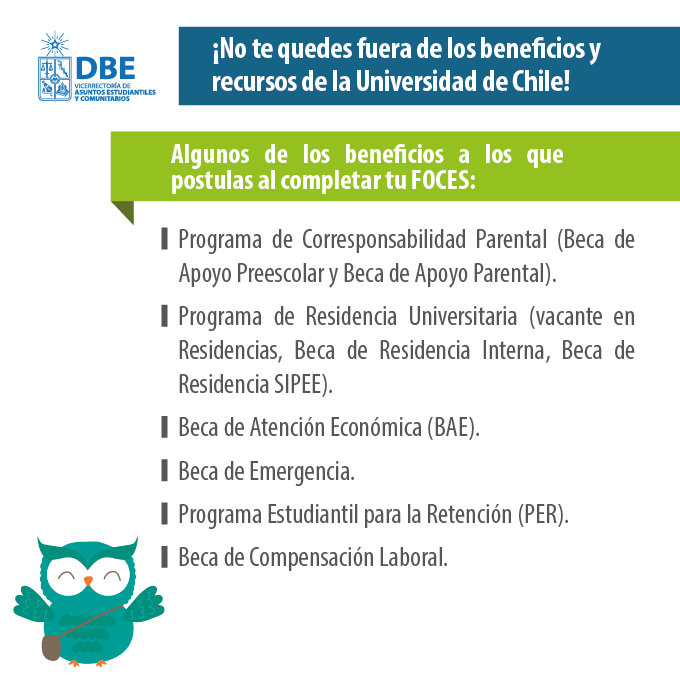 DBE
VICERRECTORÍA DE
ASUNTOS ESTUDIANTILES
Y COMUNITARIOS
¡No te quedes fuera de los beneficios y
recursos de la Universidad de Chile!
Algunos de los beneficios a los que
postulas al completar tu FOCES:
Programa de Corresponsabilidad Parental (Beca de
Apoyo Preescolar y Beca de Apoyo Parental).
Programa de Residencia Universitaria (vacante en
Residencias, Beca de Residencia Interna, Beca de
Residencia SIPEE).
Beca de Atención Económica (BAE).
Beca de Emergencia.
Programa Estudiantil para la Retención (PER).
Beca de Compensación Laboral.